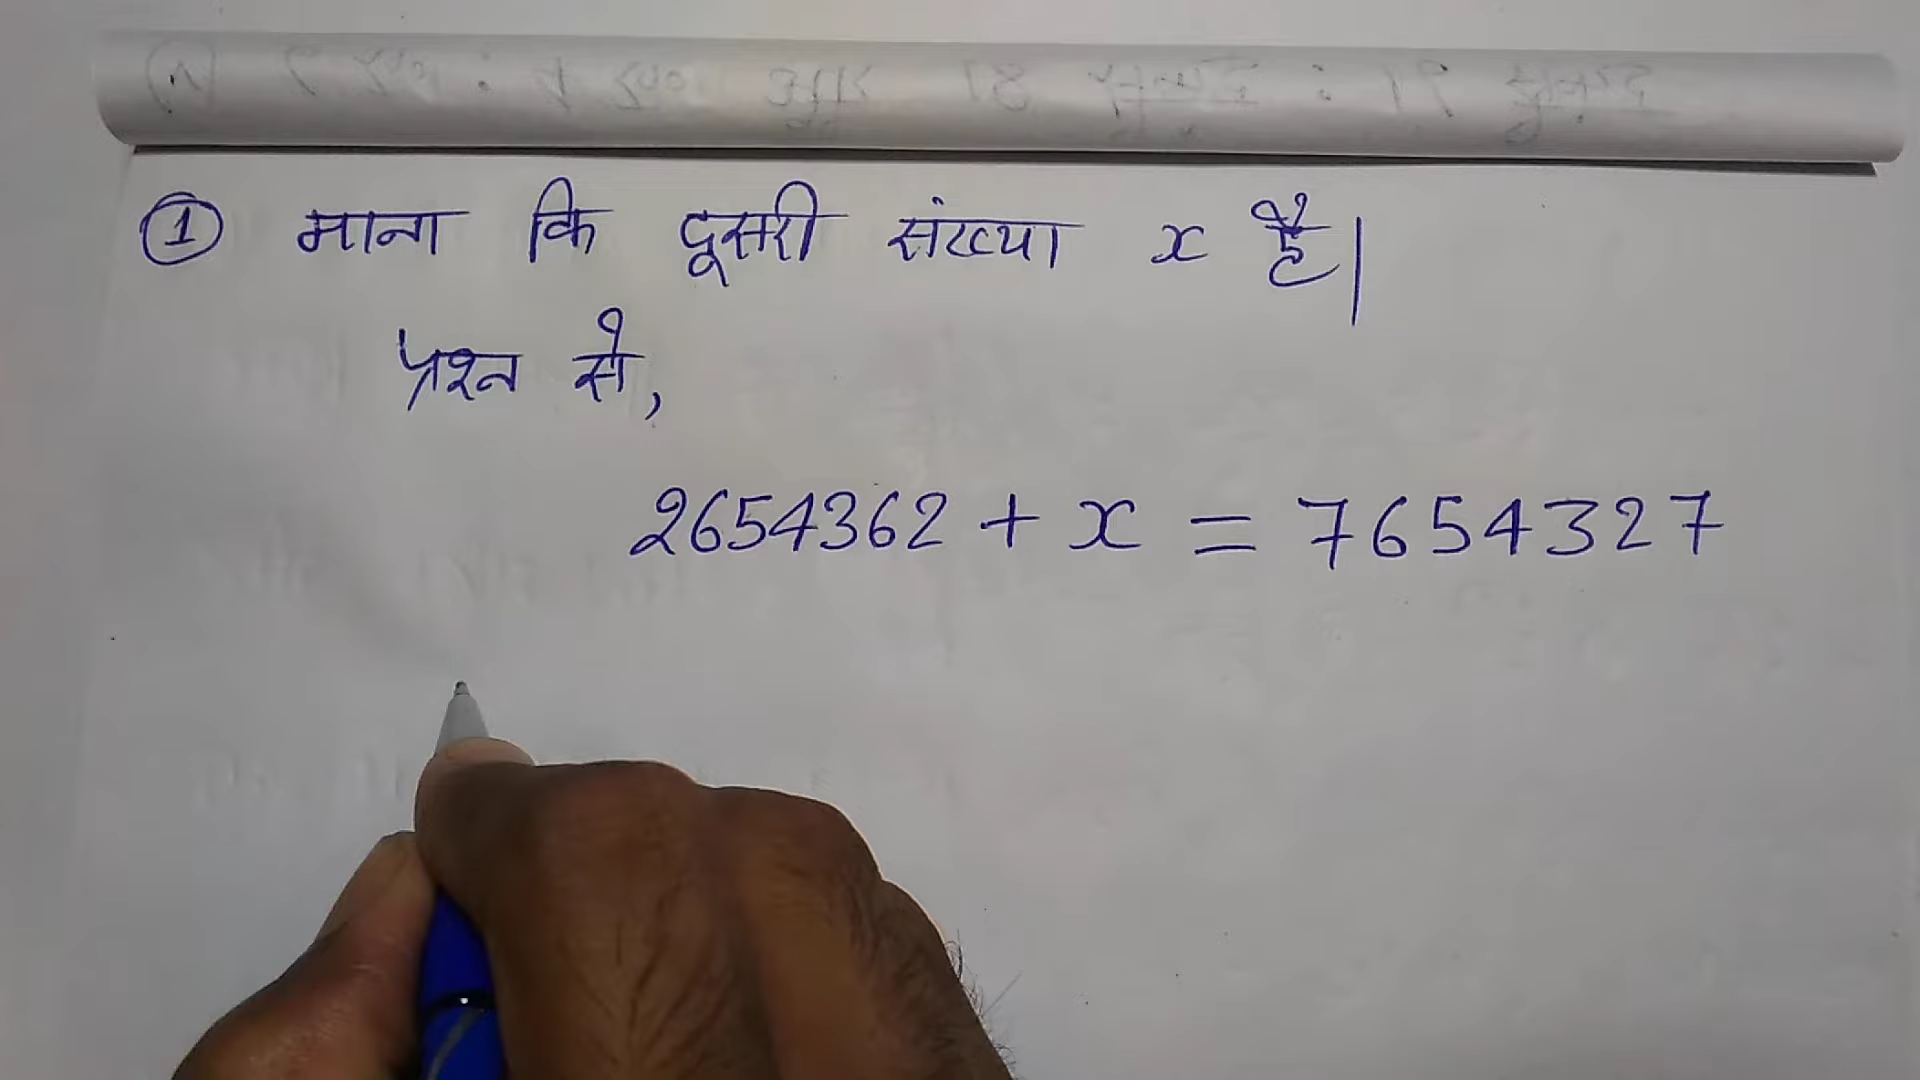 ① माना कि दूसरी संख्या x है।
प्रश्न से,
2654362 + x = 7654327